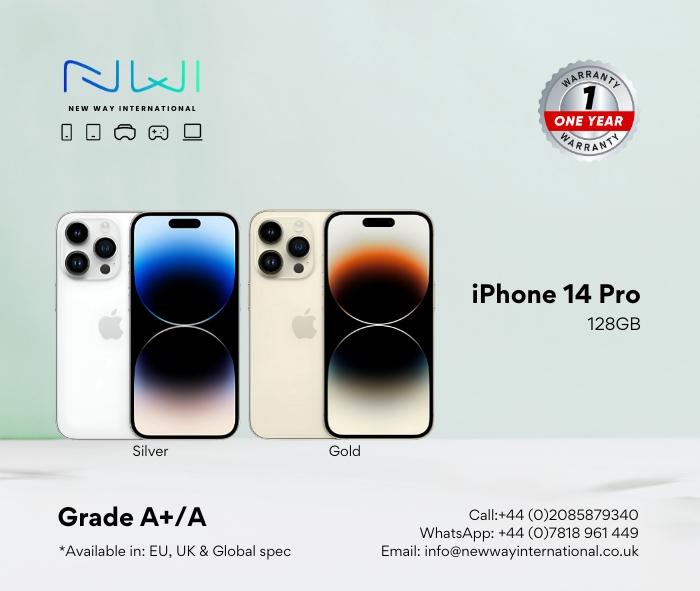 NWI
NEW WAY INTERNATIONAL
WARRANTY
1
ONE YEAR
WARRANTY
iPhone 14 Pro
128GB
Silver
Gold
Grade A+/A
*Available in: EU, UK & Global spec
Call:+44 (0)2085879340
WhatsApp: +44 (0)7818 961 449
Email: info@newwayinternational.co.uk